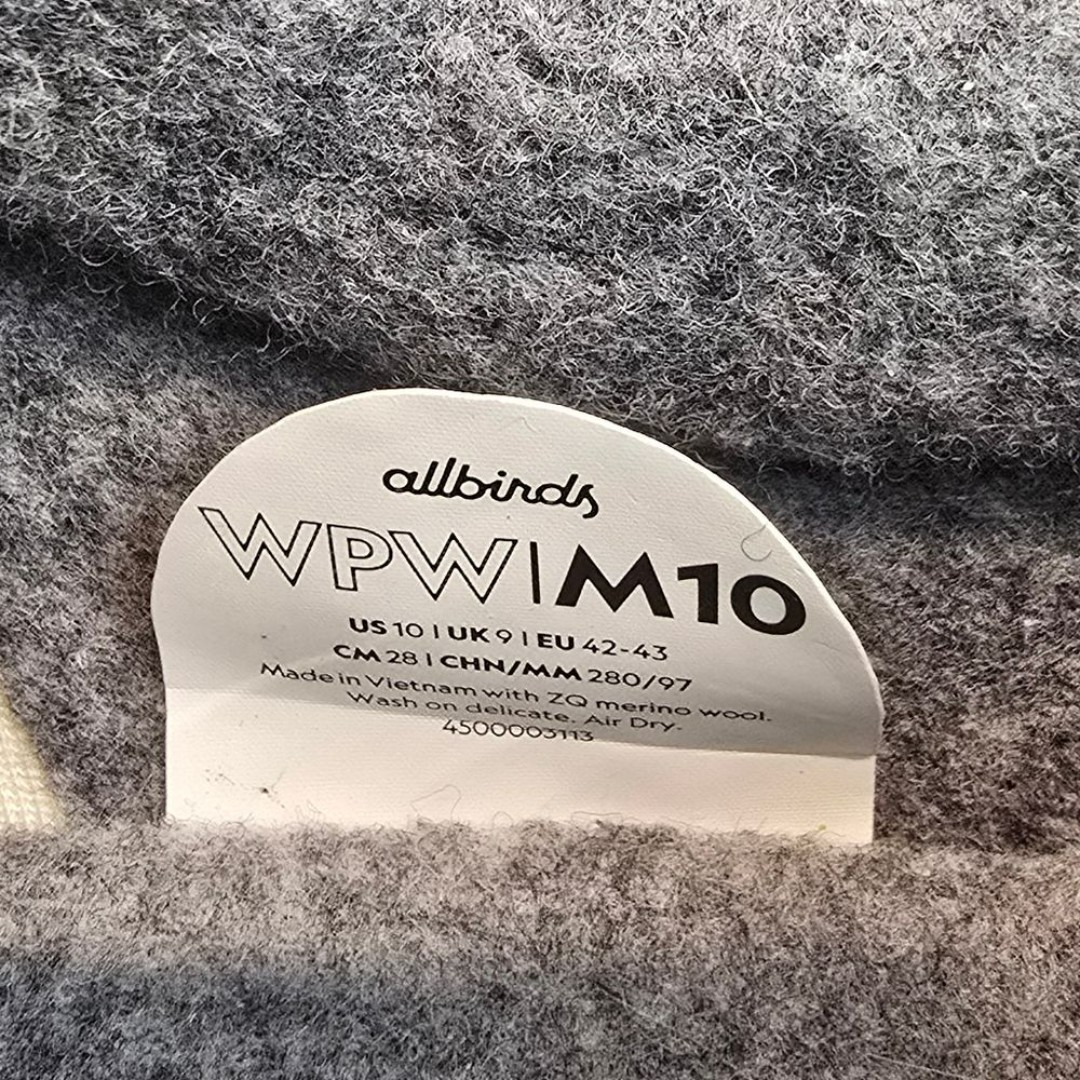 allbirds
WPW|M10
US 10 | UK 9 | EU 42-43
CM 28 | CHN/MM 280/97
Made in Vietnam with ZQ merino wool.
Wash on delicate. Air Dry.
4500003113